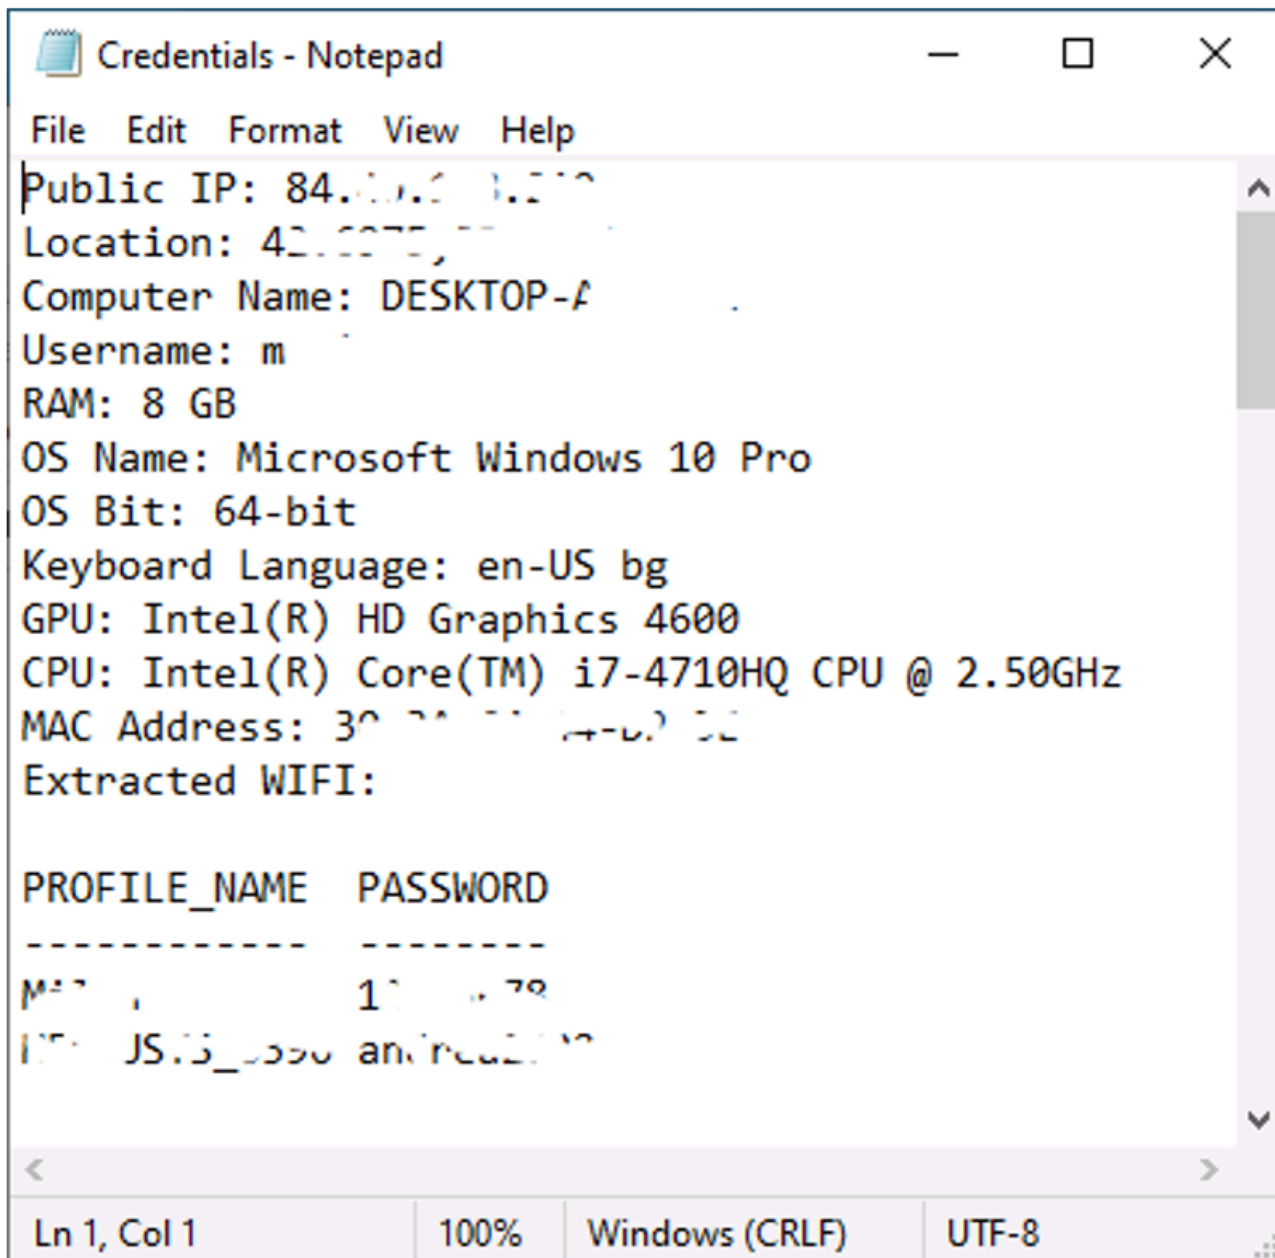 Credentials - Notepad
File Edit Format View Help
Public IP: 84.
Location:
Computer Name: DESKTOP-A
Username: m
RAM: 8 GB
OS Name: Microsoft Windows 10 Pro
OS Bit: 64-bit
Keyboard Language: en-US bg
GPU: Intel(R) HD Graphics 4600
CPU: Intel(R) Core(TM) i7-4710HQ CPU @ 2.50GHz
MAC Address:
Extracted WIFI:
PROFILE_NAME PASSWORD
------------ --------
Ln 1, Col 1 100% Windows (CRLF) UTF-8